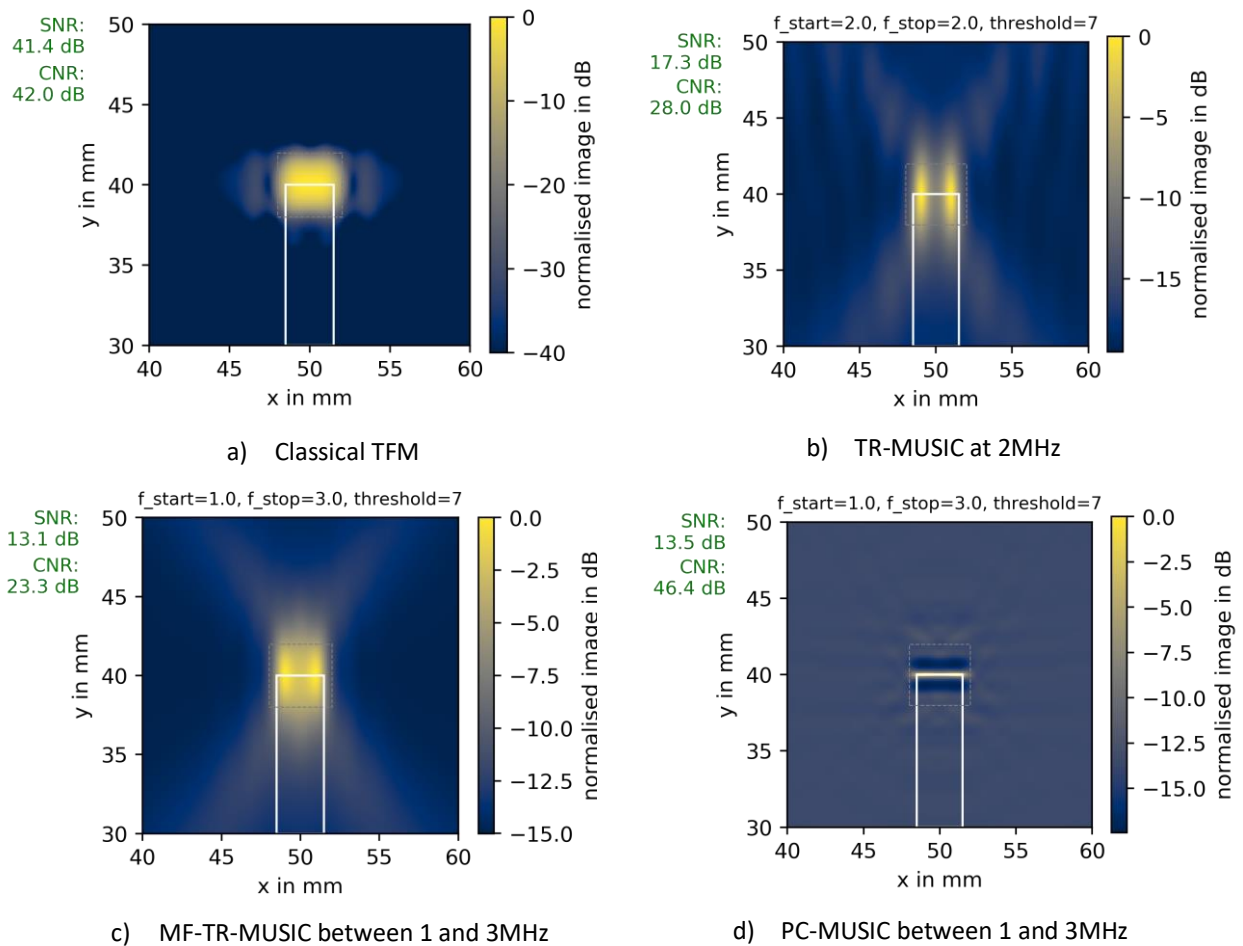 SNR:
41.4 dB
CNR:
42.0 dB
50
45
40
35
30
40
45
50
55
60
y in mm
x in mm
0
−10
−20
−30
−40
normalised image in dB
a) Classical TFM
f_start=2.0, f_stop=2.0, threshold=7
SNR:
17.3 dB
CNR:
28.0 dB
50
45
40
35
30
40
45
50
55
60
y in mm
x in mm
0
−5
−10
−15
normalised image in dB
b) TR-MUSIC at 2MHz
f_start=1.0, f_stop=3.0, threshold=7
SNR:
13.1 dB
CNR:
23.3 dB
50
45
40
35
30
40
45
50
55
60
y in mm
x in mm
0.0
−2.5
−5.0
−7.5
−10.0
−12.5
−15.0
normalised image in dB
c) MF-TR-MUSIC between 1 and 3MHz
f_start=1.0, f_stop=3.0, threshold=7
SNR:
13.5 dB
CNR:
46.4 dB
50
45
40
35
30
40
45
50
55
60
y in mm
x in mm
0.0
−2.5
−5.0
−7.5
−10.0
−12.5
−15.0
normalised image in dB
d) PC-MUSIC between 1 and 3MHz